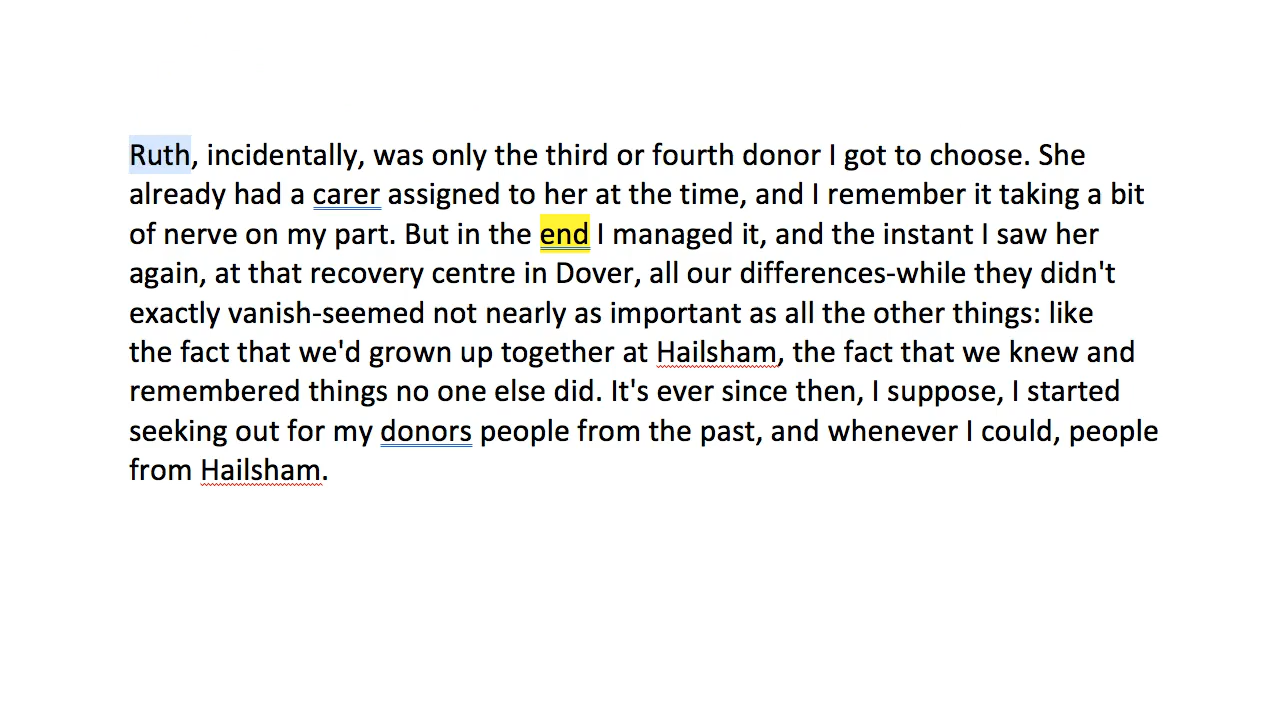 Ruth, incidentally, was only the third or fourth donor I got to choose. She
already had a carer assigned to her at the time, and I remember it taking a bit
of nerve on my part. But in the end I managed it, and the instant I saw her
again, at that recovery centre in Dover, all our differences-while they didn't
exactly vanish-seemed not nearly as important as all the other things: like
the fact that we'd grown up together at Hailsham, the fact that we knew and
remembered things no one else did. It's ever since then, I suppose, I started
seeking out for my donors people from the past, and whenever I could, people
from Hailsham.